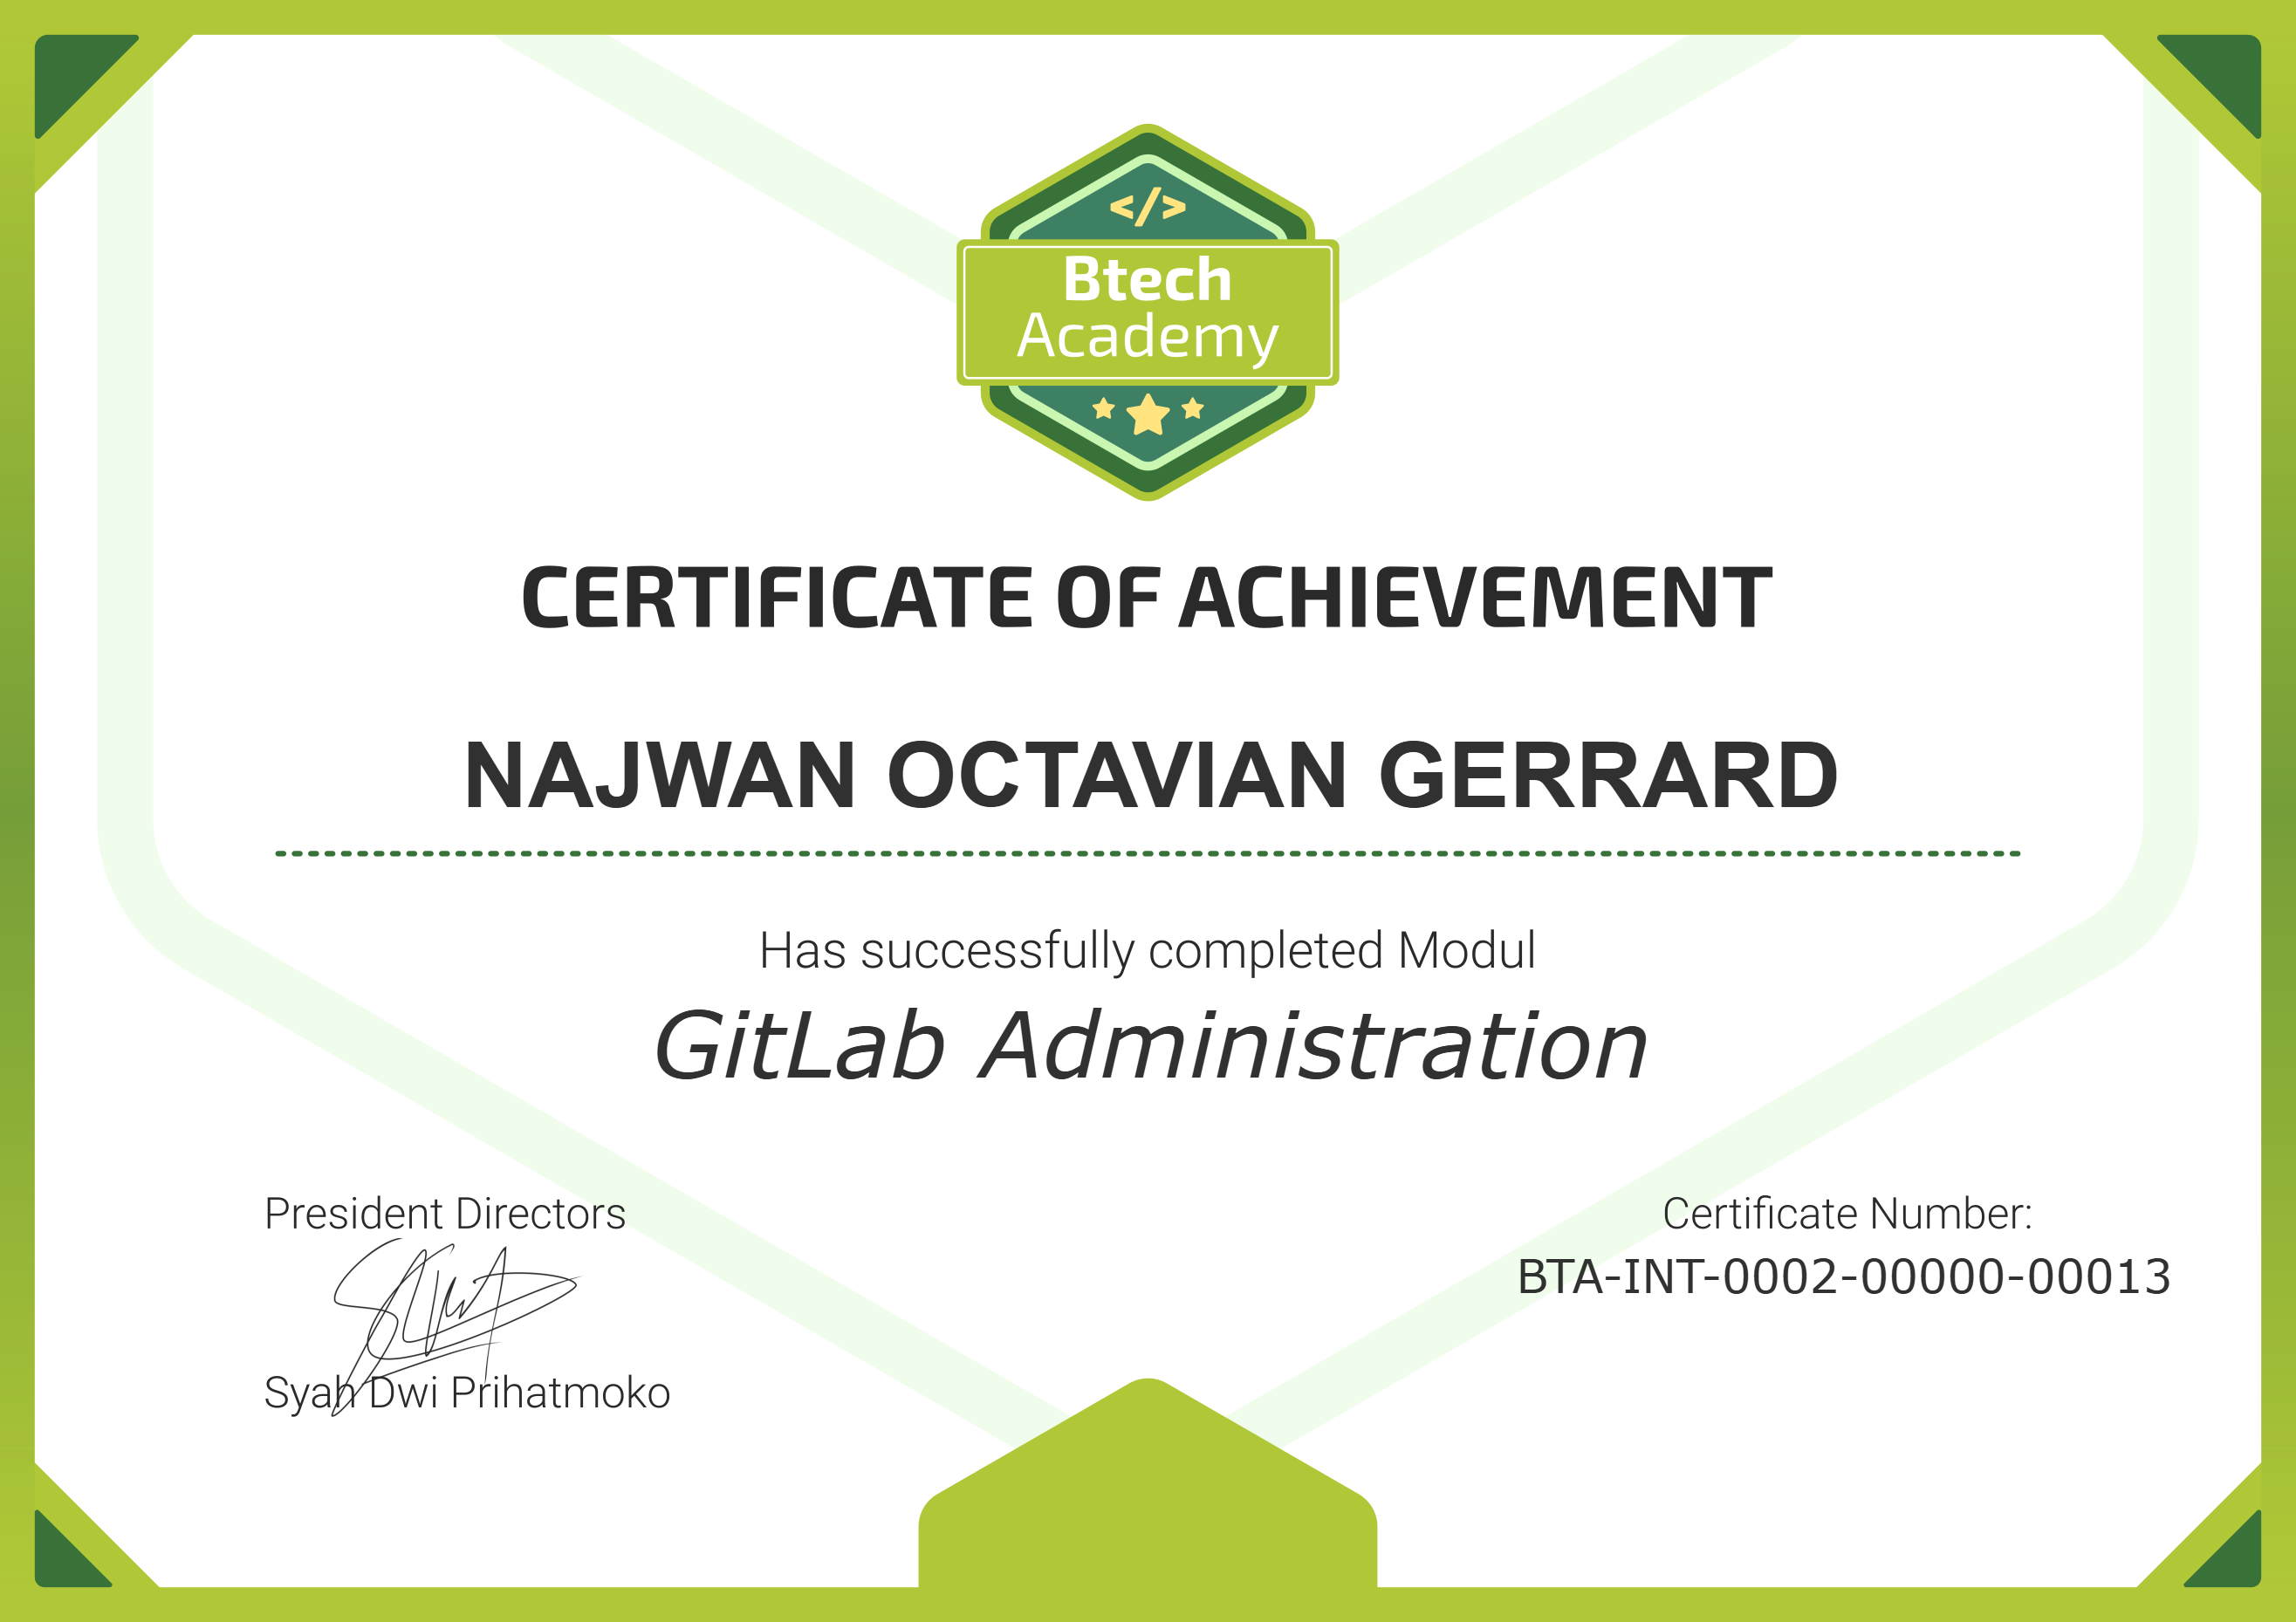 </>
Btech
Academy
CERTIFICATE OF ACHIEVEMENT
NAJWAN OCTAVIAN GERRARD
Has successfully completed Modul
GitLab Administration
President Directors
Syah Dwi Prihatmoko
Certificate Number:
BTA-INT-0002-00000-00013